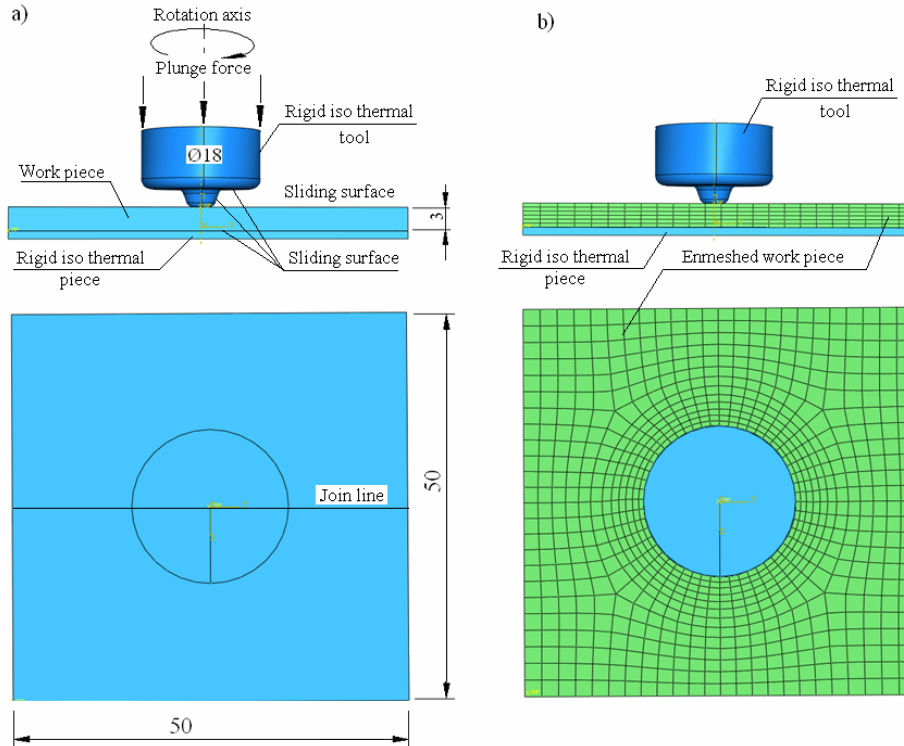 a)
Rotation axis
Plunge force
Rigid iso thermal
tool
Ø18
Work piece
Sliding surface
3
Rigid iso thermal
piece
Sliding surface
Join line
50
50
b)
Rigid iso thermal
tool
Rigid iso thermal
piece
Enmeshed work piece